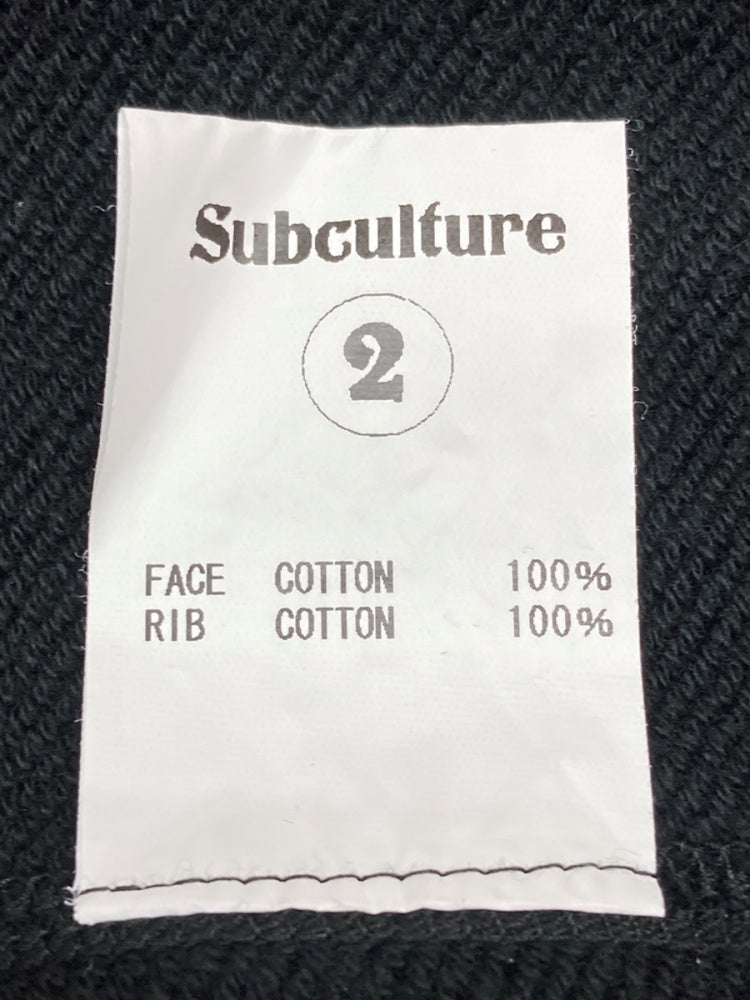 Subculture
2
FACE COTTON 100%
RIB COTTON 100%